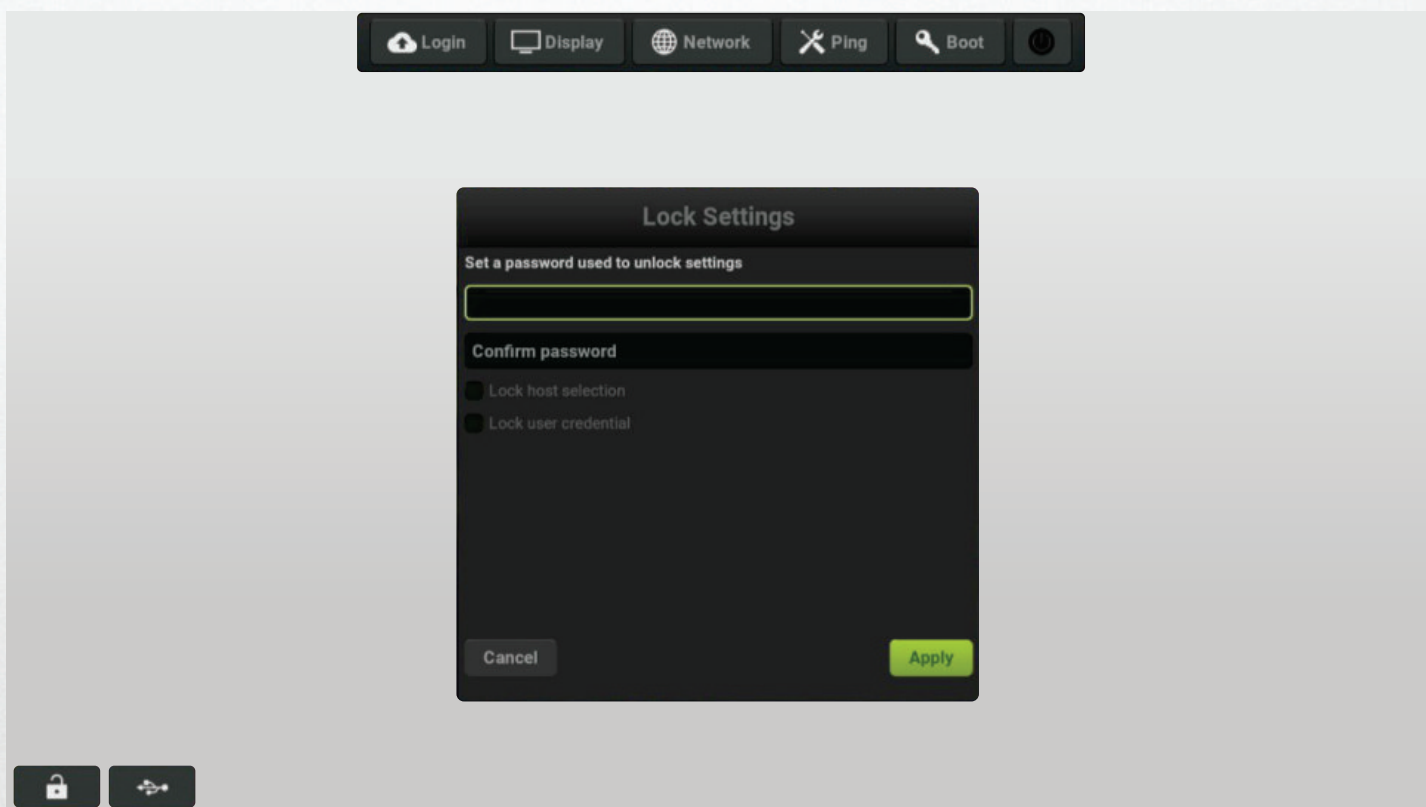 Login Display Network Ping Boot
Lock Settings
Set a password used to unlock settings
Confirm password
Lock host selection
Lock user credential
Cancel Apply